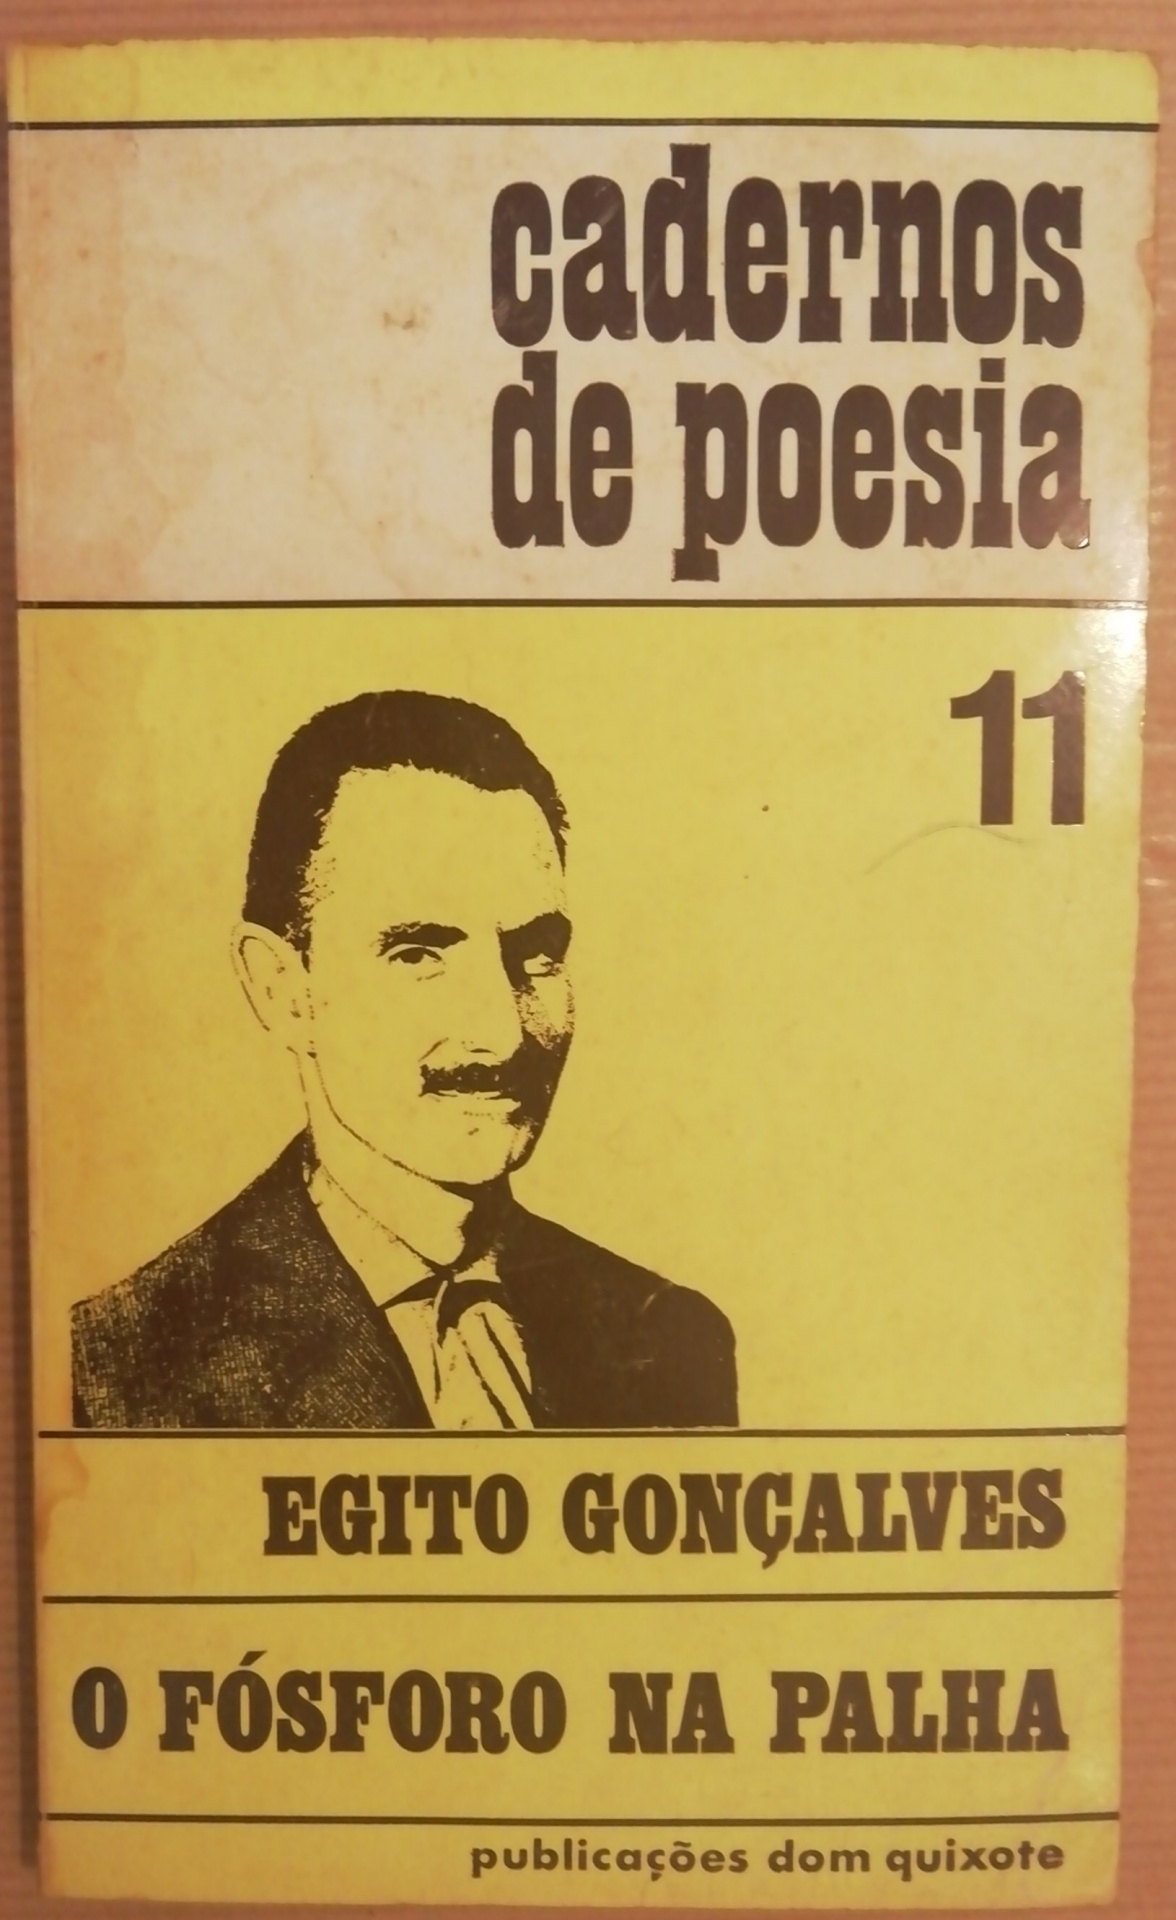 cadernos
de poesia
11
EGITO GONÇALVES
O FÓSFORO NA PALHA
publicações dom quixote